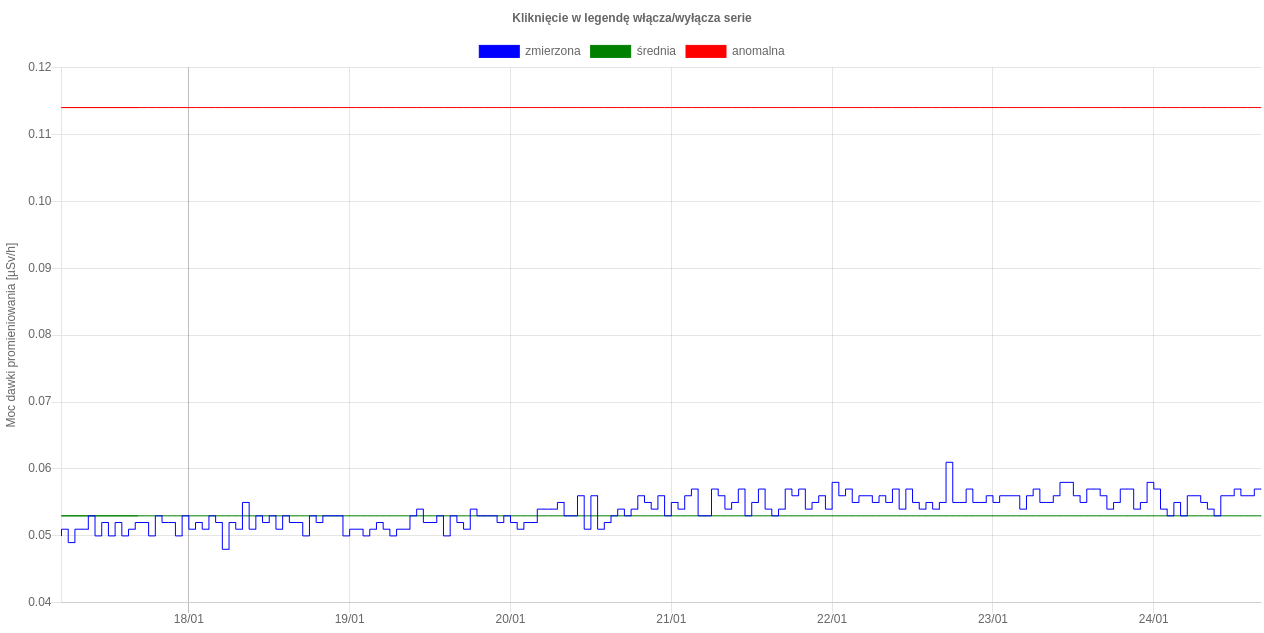 Kliknięcie w legendę włącza/wyłącza serie
zmierzona średnia anomalna
0.12
0.11
0.10
0.09
0.08
0.07
0.06
0.05
0.04
Moc dawki promieniowania [µSv/h]
18/01 19/01 20/01 21/01 22/01 23/01 24/01